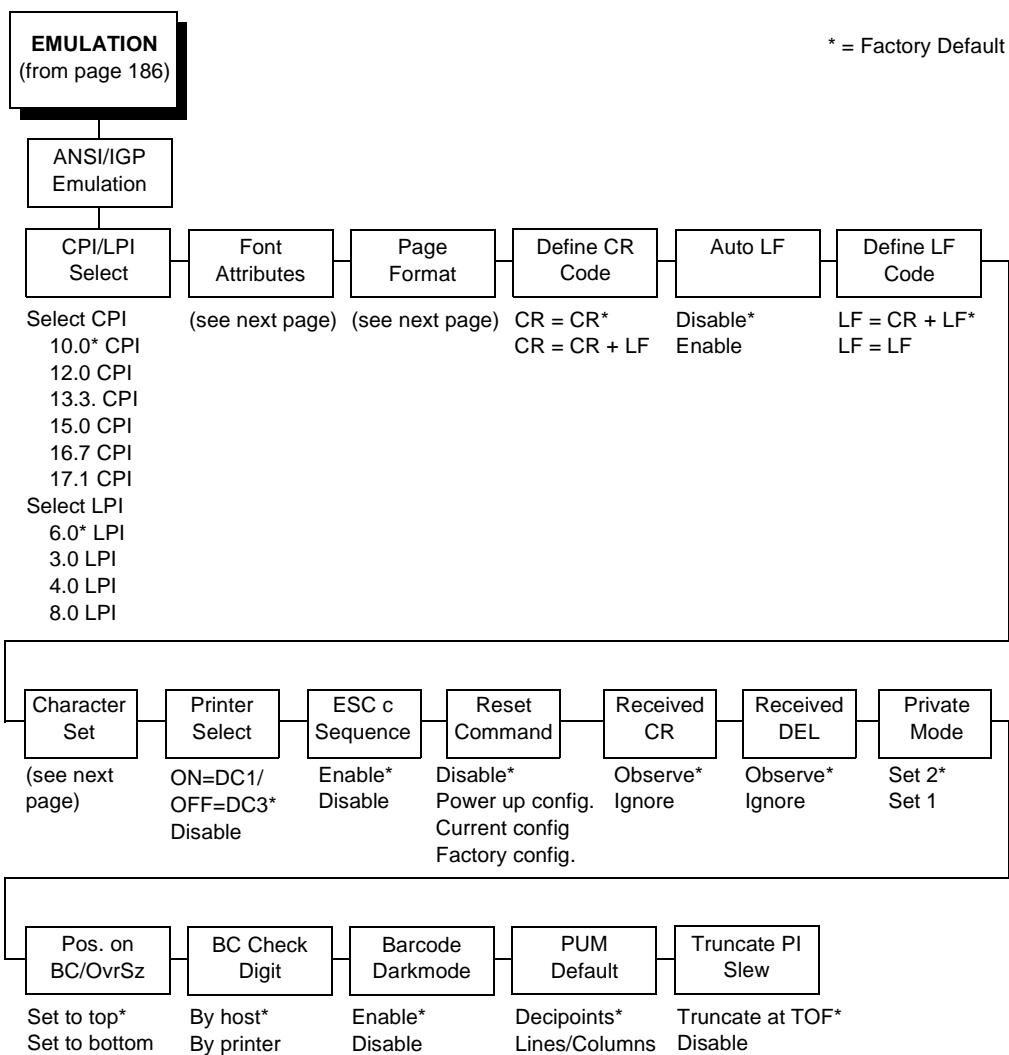 EMULATION
(from page 186)
* = Factory Default
ANSI/IGP
Emulation
CPI/LPI
Select
Font
Attributes
Page
Format
Define CR
Code
Auto LF
Define LF
Code
Select CPI
10.0* CPI
12.0 CPI
13.3. CPI
15.0 CPI
16.7 CPI
17.1 CPI
Select LPI
6.0* LPI
3.0 LPI
4.0 LPI
8.0 LPI
(see next page)
(see next page)
CR = CR*
CR = CR + LF
Disable*
Enable
LF = CR + LF*
LF = LF
Character
Set
Printer
Select
ESC c
Sequence
Reset
Command
Received
CR
Received
DEL
Private
Mode
(see next
page)
ON=DC1/
OFF=DC3*
Disable
Enable*
Disable
Disable*
Power up config.
Current config
Factory config.
Observe*
Ignore
Observe*
Ignore
Set 2*
Set 1
Pos. on
BC/OvrSz
BC Check
Digit
Barcode
Darkmode
PUM
Default
Truncate PI
Slew
Set to top*
Set to bottom
By host*
By printer
Enable*
Disable
Decipoints*
Lines/Columns
Truncate at TOF*
Disable